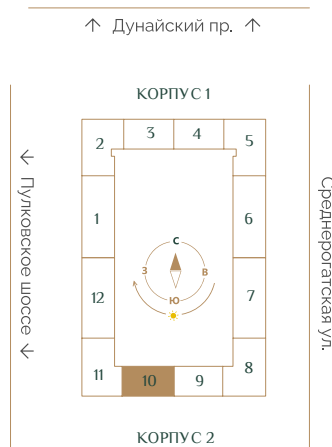 ↑ Дунайский пр. ↑
КОРПУС 1
2
3
4
5
1
6
12
7
11
10
9
8
С
З
В
Ю
← Пулковское шоссе ←
Среднерогатская ул.
КОРПУС 2